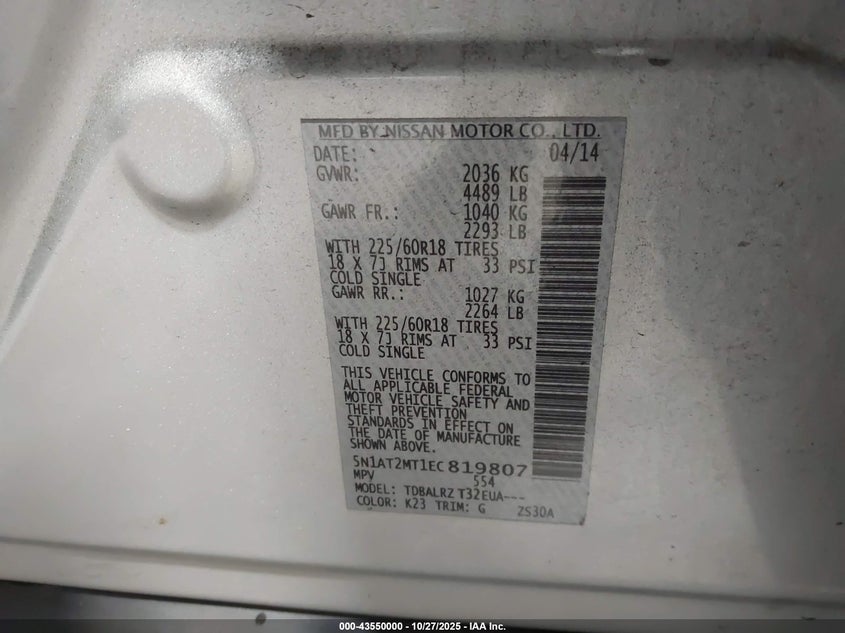 MFD BY NISSAN MOTOR CO., LTD.
DATE: 04/14
GVWR: 2036 KG
4489 LB
GAWR FR.: 1040 KG
2293 LB
WITH 225/60R18 TIRES
18 X 7J RIMS AT 33 PSI
COLD SINGLE
GAWR RR.: 1027 KG
2264 LB
WITH 225/60R18 TIRES
18 X 7J RIMS AT 33 PSI
COLD SINGLE
THIS VEHICLE CONFORMS TO
ALL APPLICABLE FEDERAL
MOTOR VEHICLE SAFETY AND
THEFT PREVENTION
STANDARDS IN EFFECT ON
THE DATE OF MANUFACTURE
SHOWN ABOVE.
5N1AT2MT1EC819807
MPV 554
MODEL: TDBALRZ T32EUA---
COLOR: K23 TRIM: G ZS30A
000-43550000 - 10/27/2025 - IAA Inc.